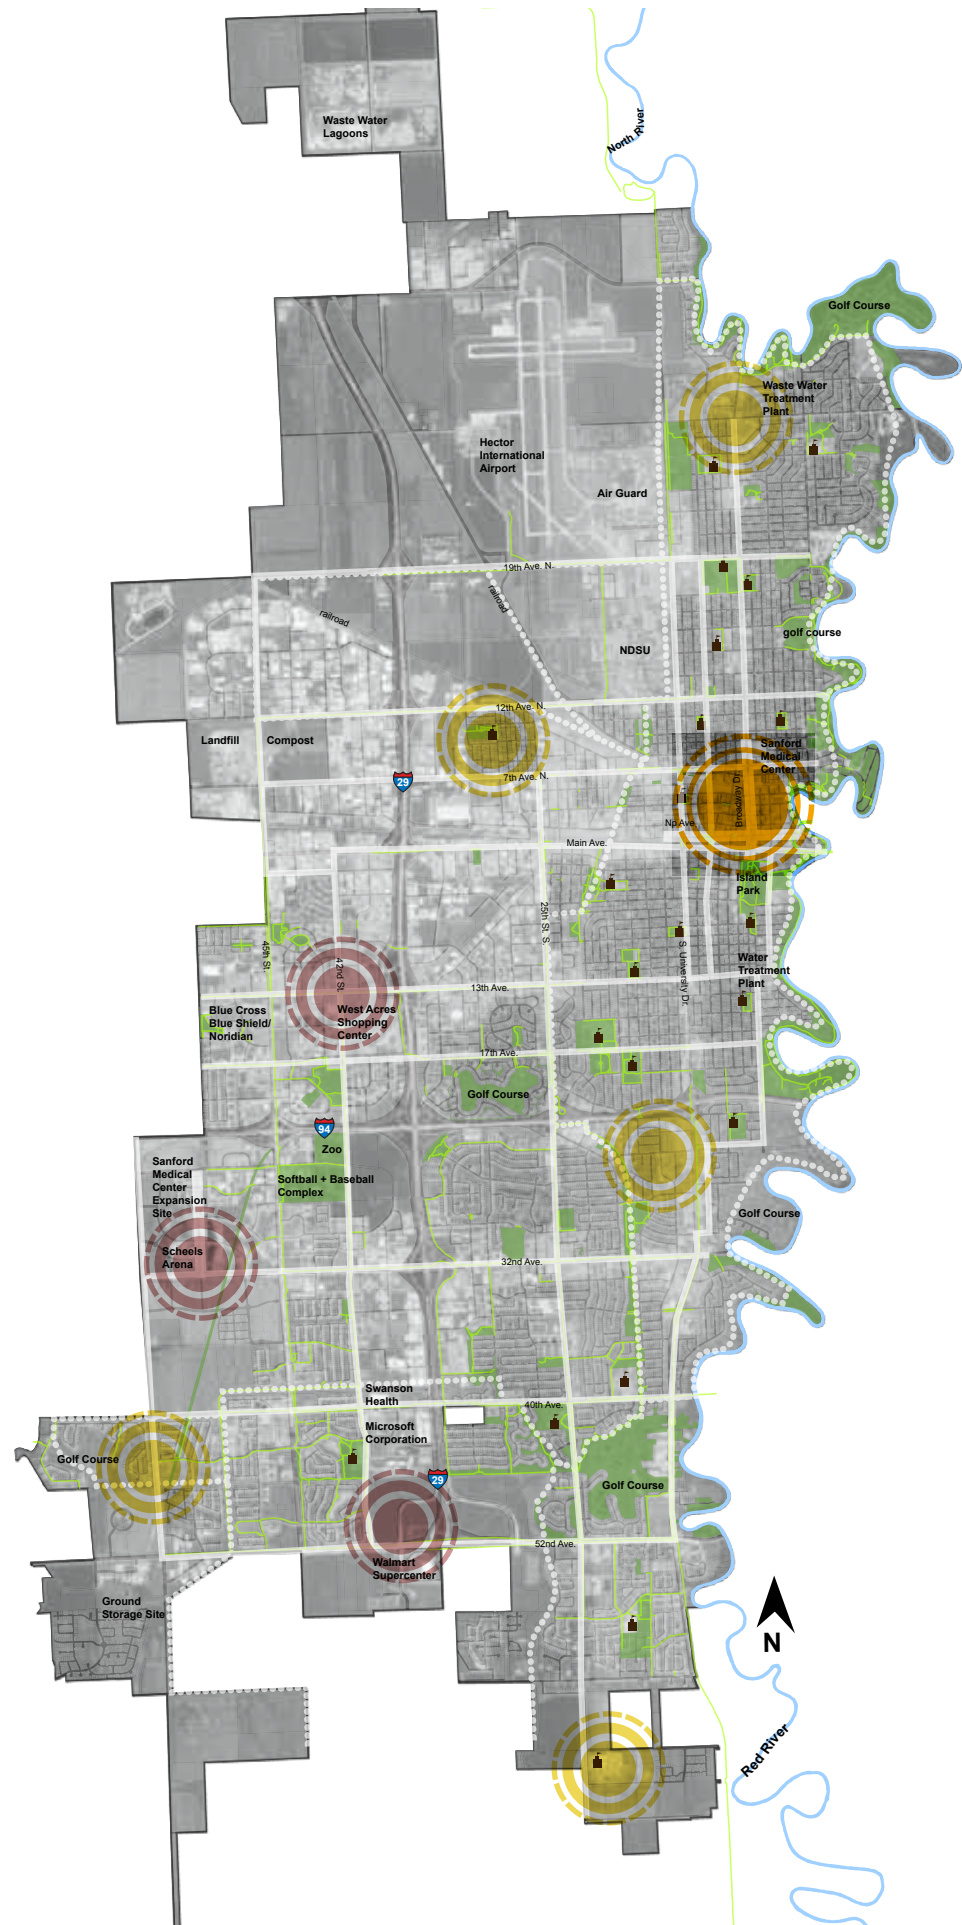 Waste Water
Lagoons
North River
Golf Course
Waste Water
Treatment
Plant
Hector
International
Airport
Air Guard
19th Ave. N.
railroad
railroad
golf course
NDSU
12th Ave. N.
Landfill
Compost
Sanford
Medical
Center
7th Ave. N.
29
Broadway Dr.
Np Ave
Main Ave.
Island
Park
25th St. S.
45th St.
42nd St.
S. University Dr.
Water
Treatment
Plant
13th Ave.
Blue Cross
Blue Shield/
Noridian
West Acres
Shopping
Center
17th Ave.
Golf Course
94
Zoo
Sanford
Medical
Center
Expansion
Site
Softball + Baseball
Complex
Golf Course
Scheels
Arena
32nd Ave.
Swanson
Health
40th Ave.
Microsoft
Corporation
Golf Course
29
Golf Course
52nd Ave.
Walmart
Supercenter
Ground
Storage Site
N
Red River